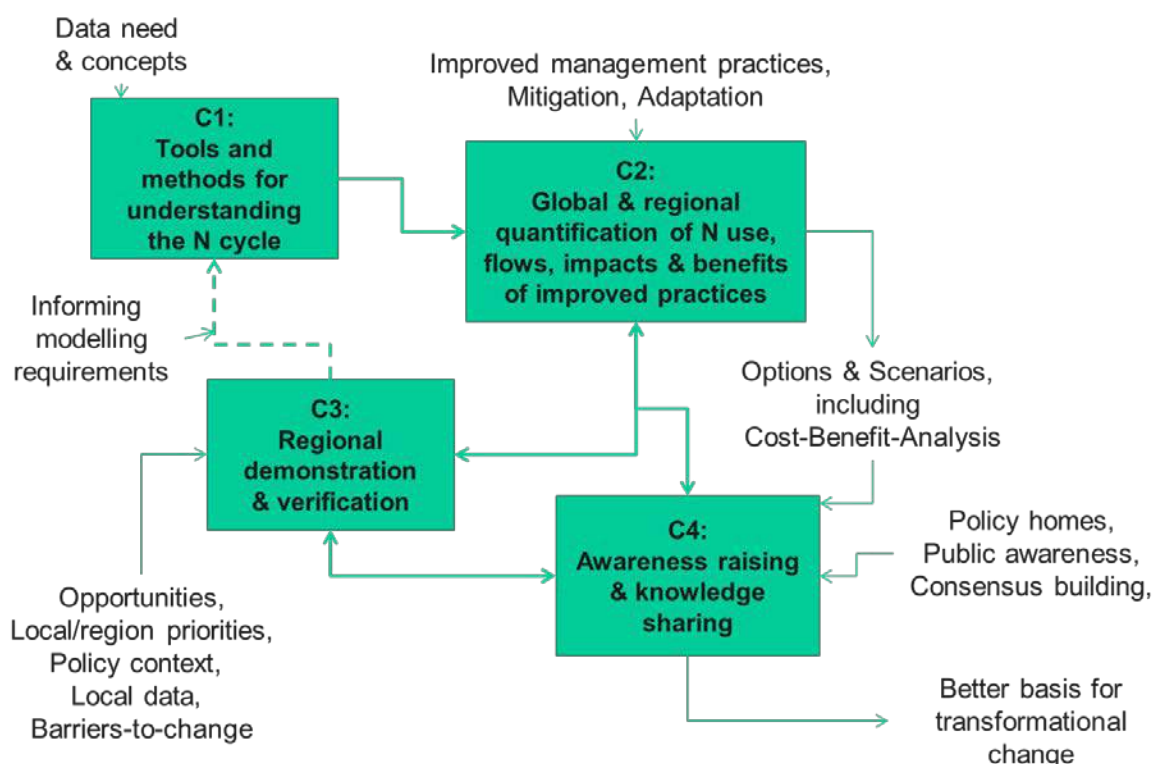 Data need
& concepts
Improved management practices,
Mitigation, Adaptation
C1:
Tools and
methods for
understanding
the N cycle
C2:
Global & regional
quantification of N use,
flows, impacts & benefits
of improved practices
Informing
modelling
requirements
Options & Scenarios,
including
Cost-Benefit-Analysis
C3:
Regional
demonstration
& verification
C4:
Awareness raising
& knowledge
sharing
Policy homes,
Public awareness,
Consensus building,
Opportunities,
Local/region priorities,
Policy context,
Local data,
Barriers-to-change
Better basis for
transformational
change